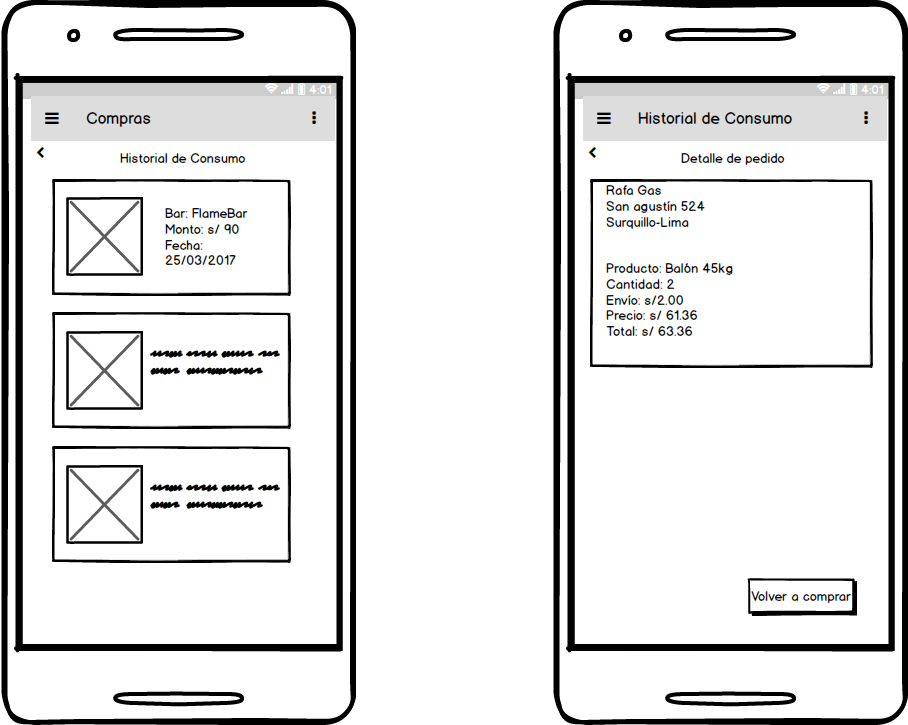 4:01
Compras
Historial de Consumo
Bar: FlameBar
Monto: s/ 90
Fecha:
25/03/2017
4:01
Historial de Consumo
Detalle de pedido
Rafa Gas
San agustín 524
Surquillo-Lima
Producto: Balón 45kg
Cantidad: 2
Envío: s/2.00
Precio: s/ 61.36
Total: s/ 63.36
Volver a comprar